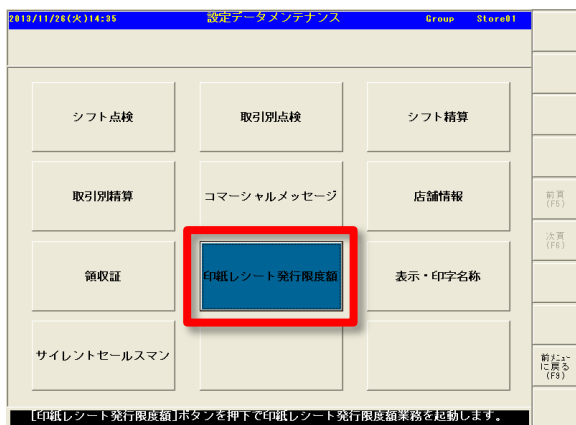 2013/11/26(火)14:35 設定データメンテナンス Group Store01
シフト点検 取引別点検 シフト精算
取引別精算 コマーシャルメッセージ 店舗情報
前頁
(F5)
次頁
(F6)
領収証 印紙レシート発行限度額 表示・印字名称
サイレントセールスマン
前メニュー
に戻る
(F9)
[印紙レシート発行限度額]ボタンを押下で印紙レシート発行限度額業務を起動します。